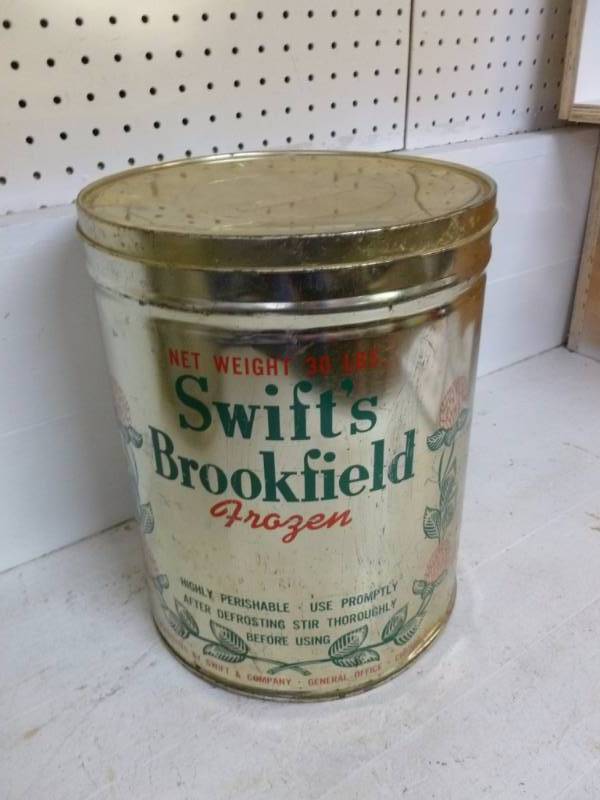 NET WEIGHT 30 LBS.
Swift's
Brookfield
Frozen
HIGHLY PERISHABLE · USE PROMPTLY
AFTER DEFROSTING STIR THOROUGHLY
BEFORE USING
BY SWIFT & COMPANY · GENERAL OFFICE ·